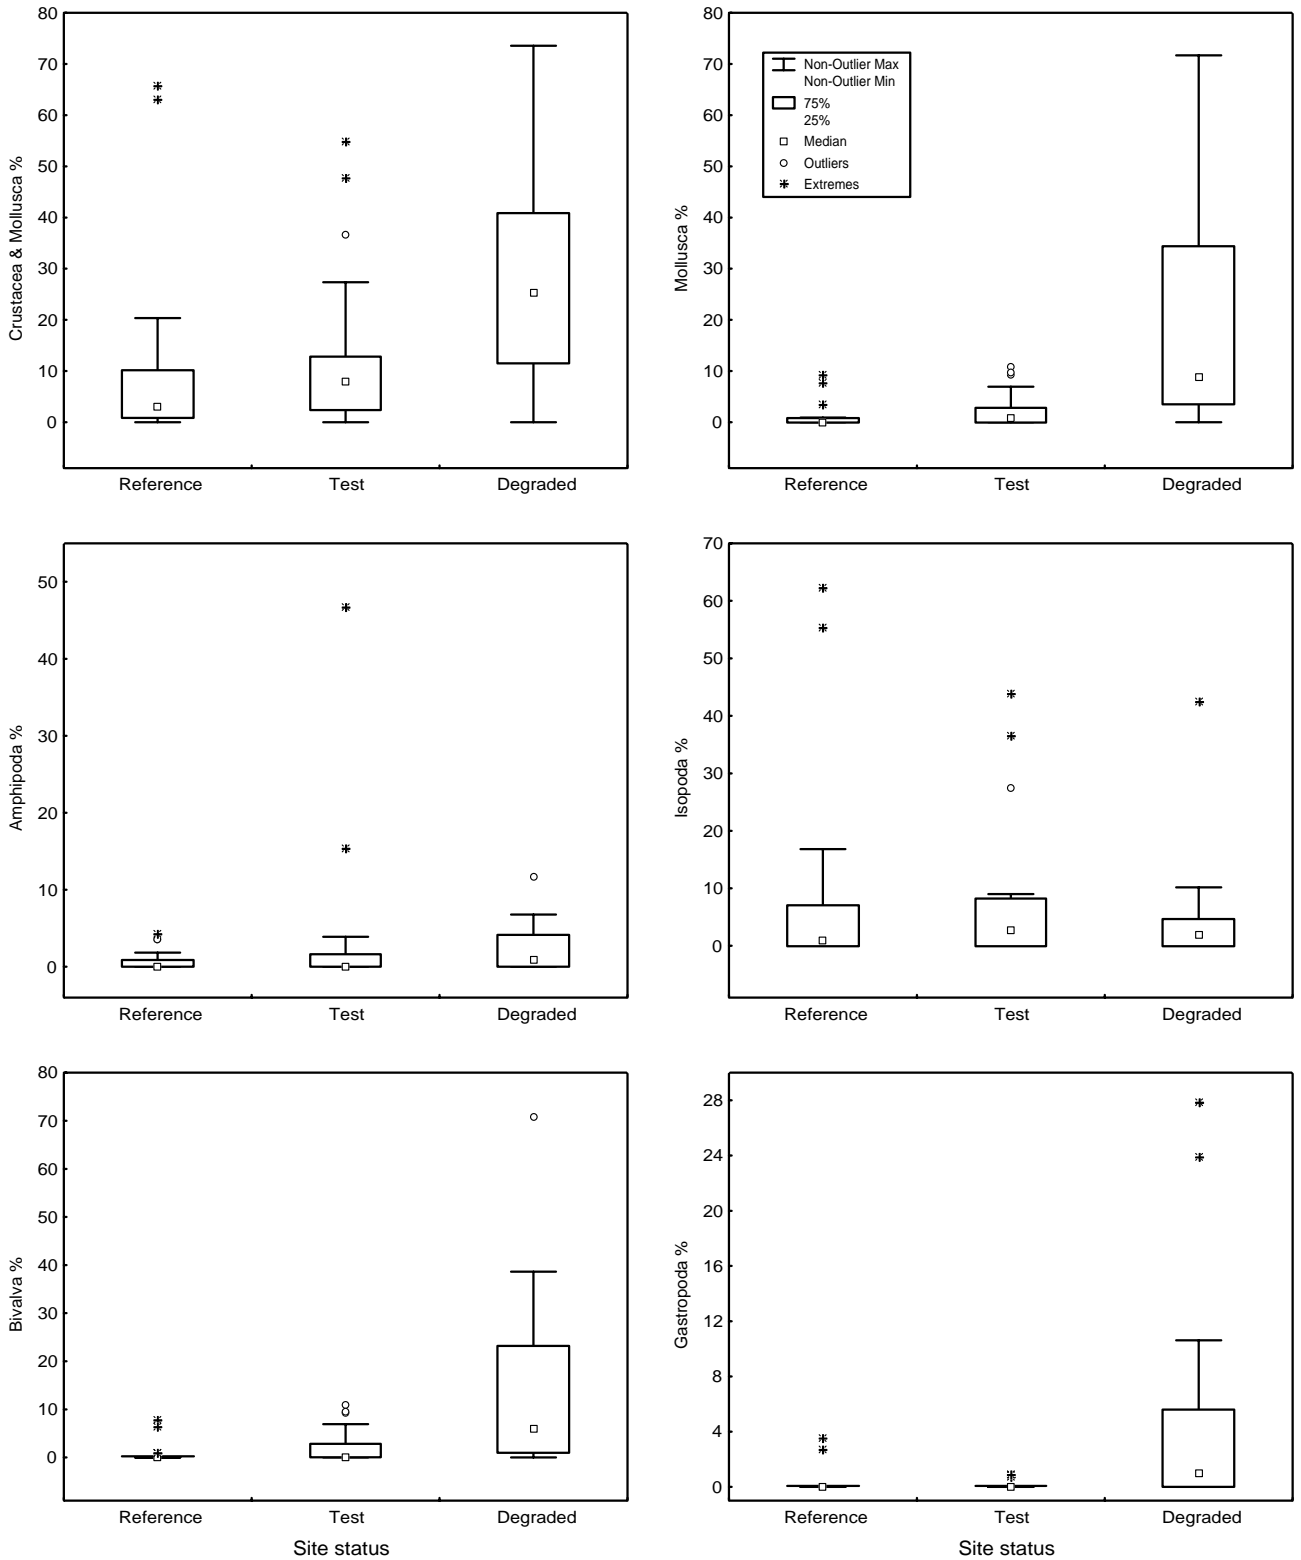 80
70
60
50
40
30
20
10
0
Crustacea & Mollusca %
Reference Test Degraded
80
70
60
50
40
30
20
10
0
Mollusca %
Non-Outlier Max
Non-Outlier Min
75%
25%
Median
Outliers
Extremes
Reference Test Degraded
50
40
30
20
10
0
Amphipoda %
Reference Test Degraded
70
60
50
40
30
20
10
0
Isopoda %
Reference Test Degraded
80
70
60
50
40
30
20
10
0
Bivalva %
Reference Test Degraded
Site status
28
24
20
16
12
8
4
0
Gastropoda %
Reference Test Degraded
Site status